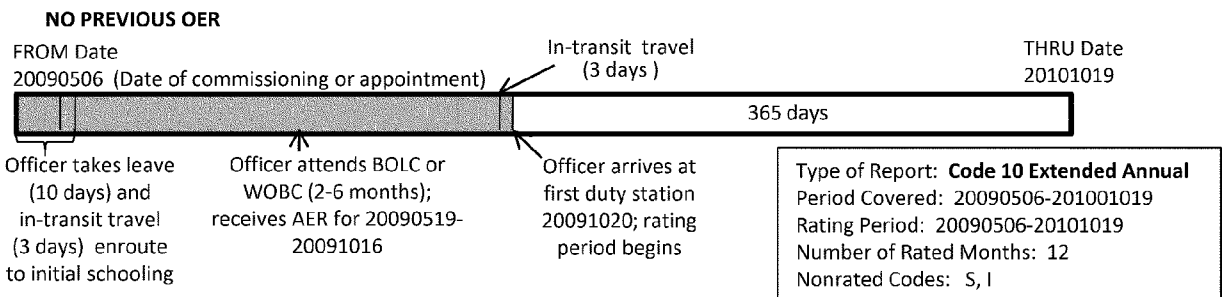 NO PREVIOUS OER
FROM Date
20090506 (Date of commissioning or appointment)
In-transit travel
(3 days )
THRU Date
20101019
365 days
Officer takes leave
(10 days) and
in-transit travel
(3 days) enroute
to initial schooling
Officer attends BOLC or
WOBC (2-6 months);
receives AER for 20090519-
20091016
Officer arrives at
first duty station
20091020; rating
period begins
Type of Report: Code 10 Extended Annual
Period Covered: 20090506-201001019
Rating Period: 20090506-20101019
Number of Rated Months: 12
Nonrated Codes: S, I